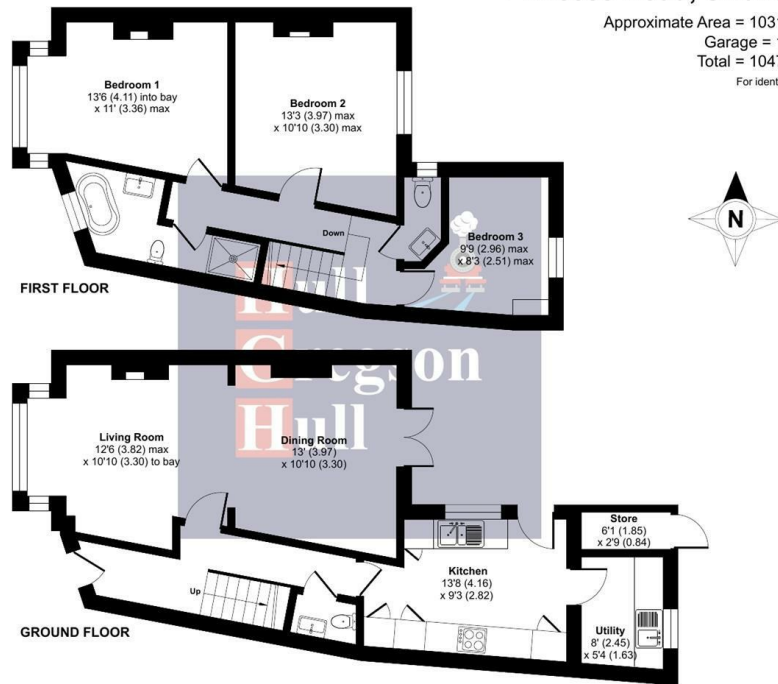 Approximate Area = 1031
Garage = 1
Total = 1047
For ident
Bedroom 1
13'6 (4.11) into bay
x 11' (3.36) max
Bedroom 2
13'3 (3.97) max
x 10'10 (3.30) max
Down
Bedroom 3
9'9 (2.96) max
x 8'3 (2.51) max
N
FIRST FLOOR
Hull
Gregson
Hull
Living Room
12'6 (3.82) max
x 10'10 (3.30) to bay
Dining Room
13' (3.97)
x 10'10 (3.30)
Store
6'1 (1.85)
x 2'9 (0.84)
Kitchen
13'8 (4.16)
x 9'3 (2.82)
Up
Utility
8' (2.45)
x 5'4 (1.63)
GROUND FLOOR